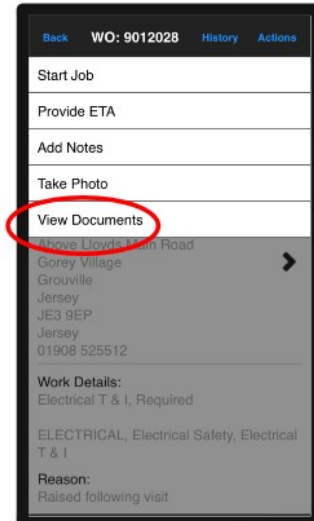 Back WO: 9012028 History Actions
Start Job
Provide ETA
Add Notes
Take Photo
View Documents
Above Lloyds Main Road
Gorey Village
Grouville
Jersey
JE3 9EP
Jersey
01908 525512
Work Details:
Electrical T & I, Required
ELECTRICAL, Electrical Safety, Electrical
T & I
Reason:
Raised following visit